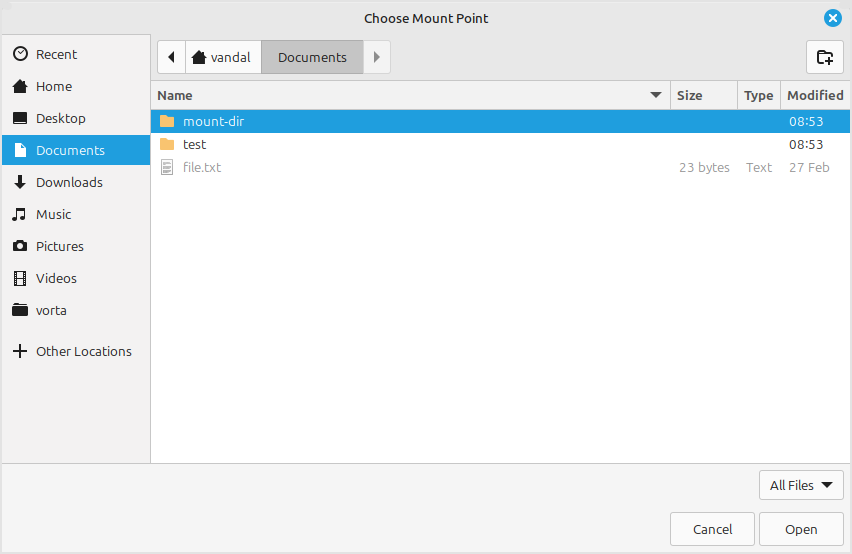 Choose Mount Point
Recent
Home
Desktop
Documents
Downloads
Music
Pictures
Videos
vorta
Other Locations
vandal Documents
Name Size Type Modified
mount-dir 08:53
test 08:53
file.txt 23 bytes Text 27 Feb
All Files
Cancel Open